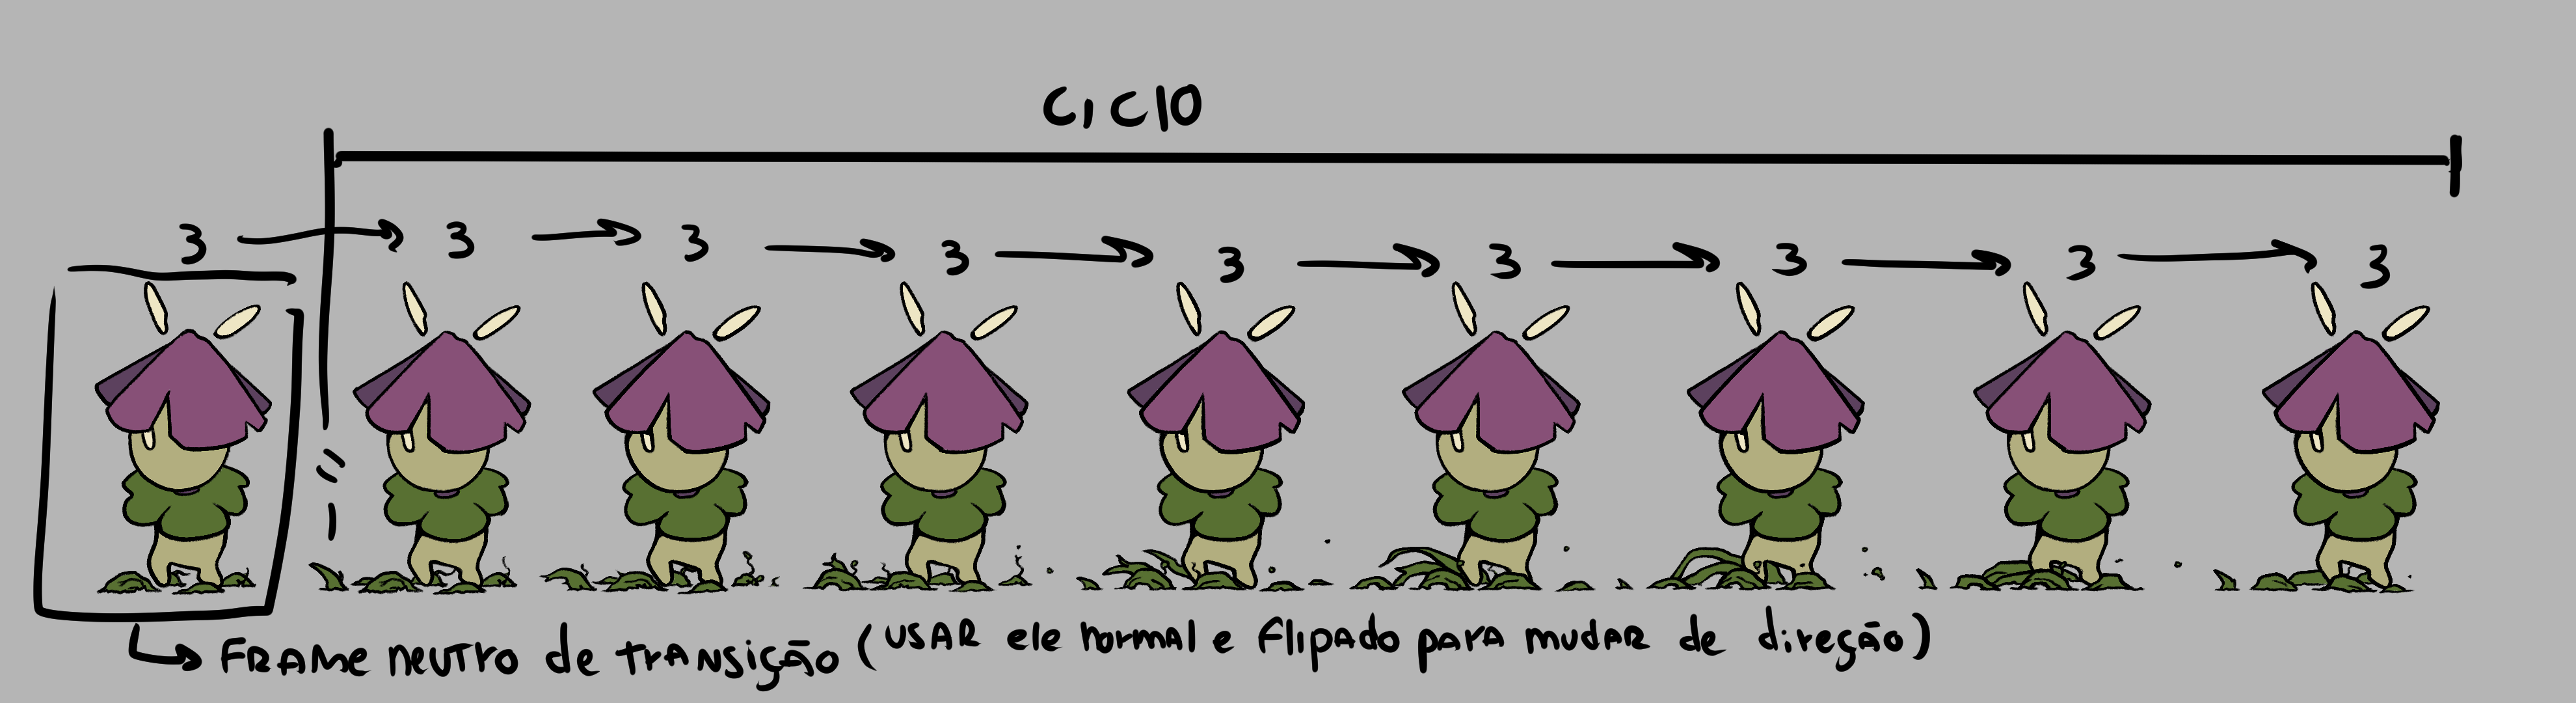 CICLO
3 3 3 3 3 3 3 3 3
FRAME NEUTRO de TRANSIÇÃO (USAR ele NORMAL e FLIPADO PARA MUDAR de direção)